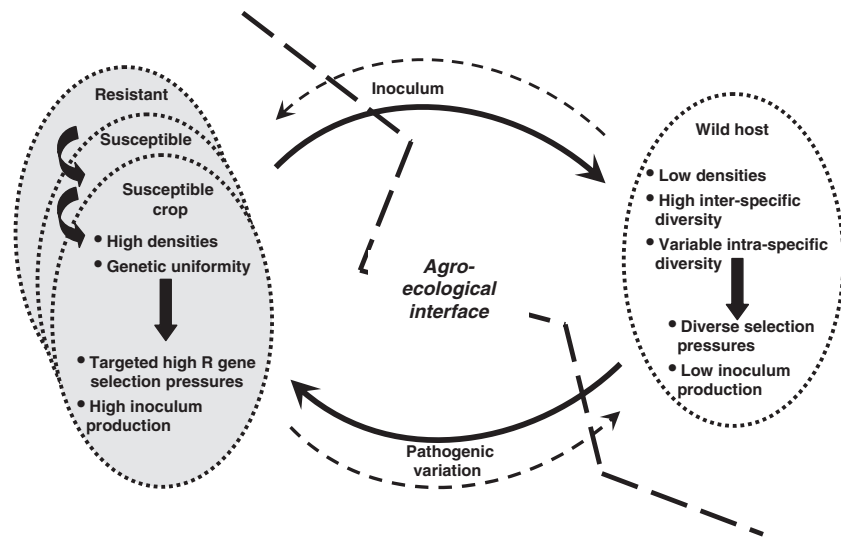 Resistant
Susceptible
Susceptible
crop
• High densities
• Genetic uniformity
• Targeted high R gene
selection pressures
• High inoculum
production
Inoculum
Agro-
ecological
interface
Pathogenic
variation
Wild host
• Low densities
• High inter-specific
diversity
• Variable intra-specific
diversity
• Diverse selection
pressures
• Low inoculum
production